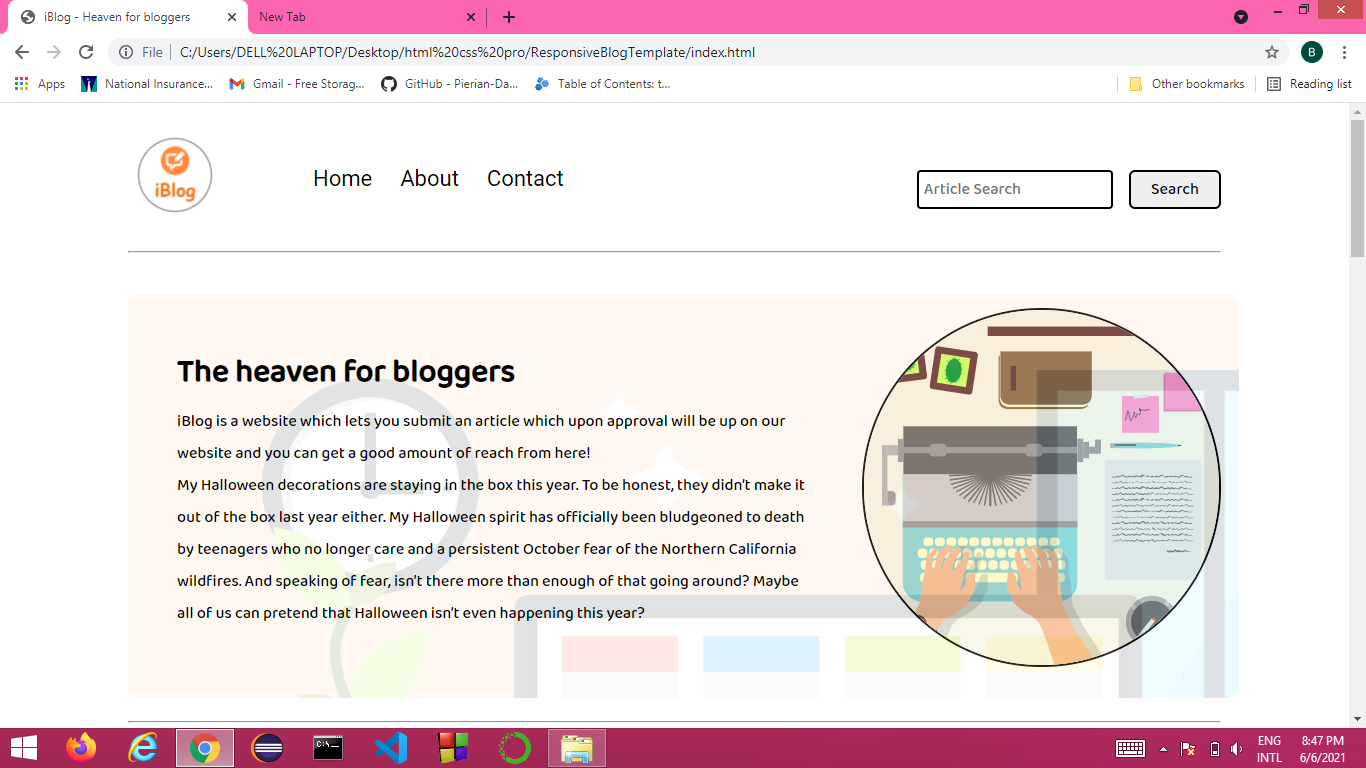 iBlog - Heaven for bloggers
New Tab
File
C:/Users/DELL%20LAPTOP/Desktop/html%20css%20pro/ResponsiveBlogTemplate/index.html
B
Apps
National Insurance...
Gmail - Free Storag...
GitHub - Pierian-Da...
Table of Contents: t...
Other bookmarks
Reading list
iBlog
Home About Contact
Article Search
Search
The heaven for bloggers
iBlog is a website which lets you submit an article which upon approval will be up on our
website and you can get a good amount of reach from here!
My Halloween decorations are staying in the box this year. To be honest, they didn't make it
out of the box last year either. My Halloween spirit has officially been bludgeoned to death
by teenagers who no longer care and a persistent October fear of the Northern California
wildfires. And speaking of fear, isn't there more than enough of that going around? Maybe
all of us can pretend that Halloween isn't even happening this year?
ENG
INTL
8:47 PM
6/6/2021